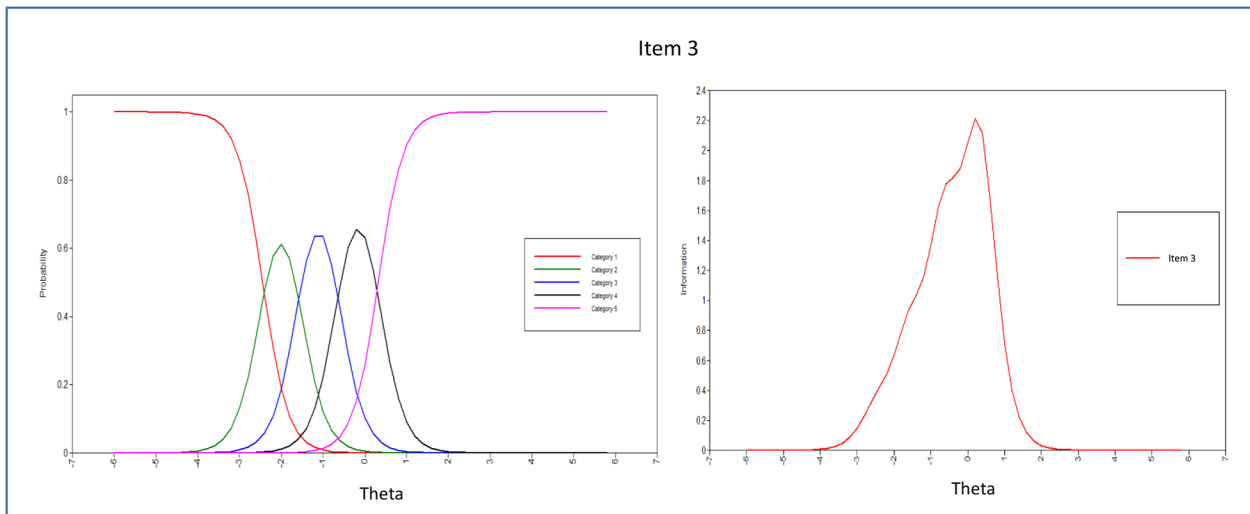 Item 3
1
0.8
0.6
0.4
0.2
0
Probability
-7 -6 -5 -4 -3 -2 -1 0 1 2 3 4 5 6 7
Theta
Category 1
Category 2
Category 3
Category 4
Category 5
2.4
2.2
2
1.8
1.6
1.4
1.2
1
0.8
0.6
0.4
0.2
0
Information
-7 -6 -5 -4 -3 -2 -1 0 1 2 3 4 5 6 7
Theta
Item 3